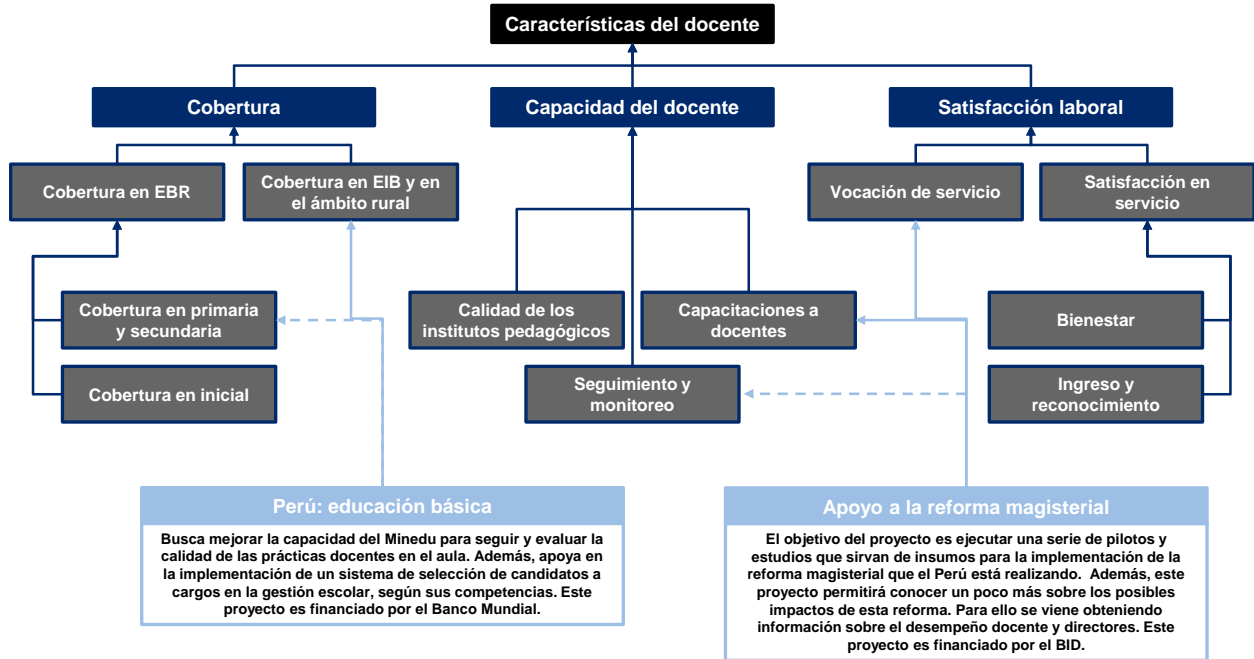 Características del docente
Cobertura
Capacidad del docente
Satisfacción laboral
Cobertura en EBR
Cobertura en EIB y en
el ámbito rural
Vocación de servicio
Satisfacción en
servicio
Cobertura en primaria
y secundaria
Calidad de los
institutos pedagógicos
Capacitaciones a
docentes
Bienestar
Cobertura en inicial
Seguimiento y
monitoreo
Ingreso y
reconocimiento
Perú: educación básica
Busca mejorar la capacidad del Minedu para seguir y evaluar la
calidad de las prácticas docentes en el aula. Además, apoya en
la implementación de un sistema de selección de candidatos a
cargos en la gestión escolar, según sus competencias. Este
proyecto es financiado por el Banco Mundial.
Apoyo a la reforma magisterial
El objetivo del proyecto es ejecutar una serie de pilotos y
estudios que sirvan de insumos para la implementación de la
reforma magisterial que el Perú está realizando. Además, este
proyecto permitirá conocer un poco más sobre los posibles
impactos de esta reforma. Para ello se viene obteniendo
información sobre el desempeño docente y directores. Este
proyecto es financiado por el BID.